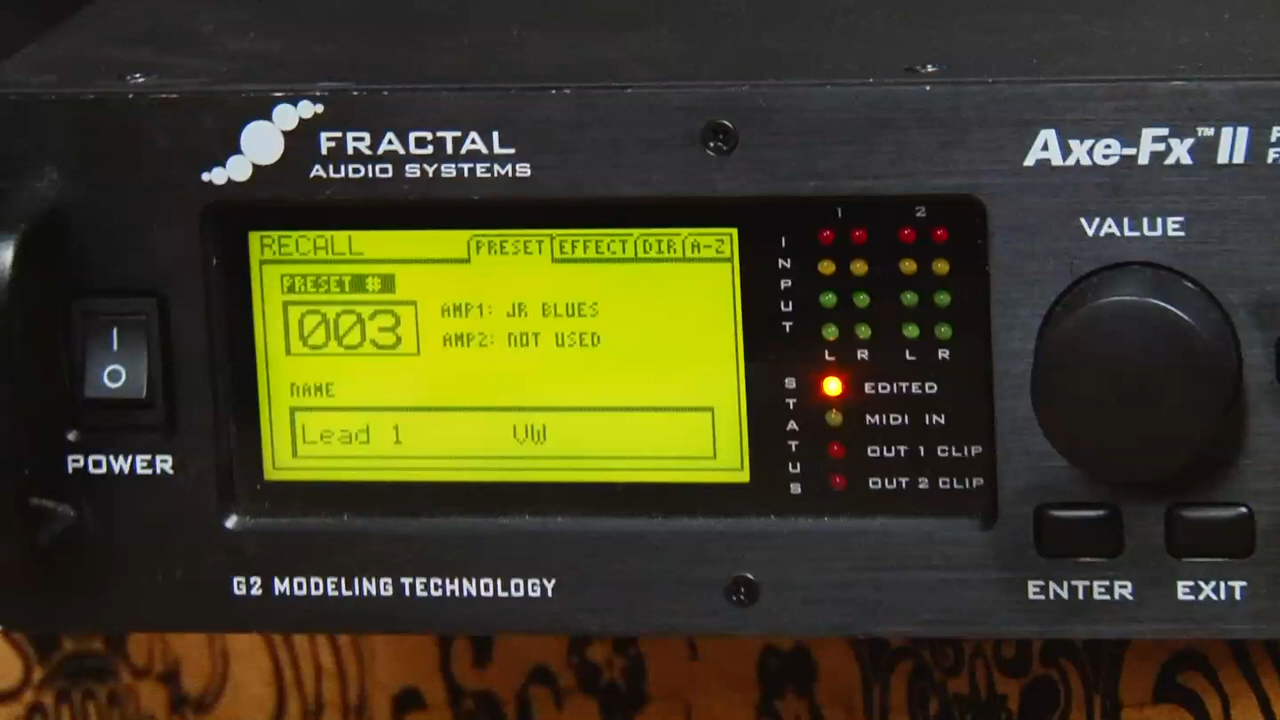 FRACTAL
AUDIO SYSTEMS
Axe-Fx™ II
RECALL
PRESET EFFECT DIR A-Z
PRESET #
003
AMP1: JR BLUES
AMP2: NOT USED
NAME
Lead 1 VW
1 2
INPUT
L R L R
STATUS
EDITED
MIDI IN
OUT 1 CLIP
OUT 2 CLIP
VALUE
I
O
POWER
ENTER EXIT
G2 MODELING TECHNOLOGY